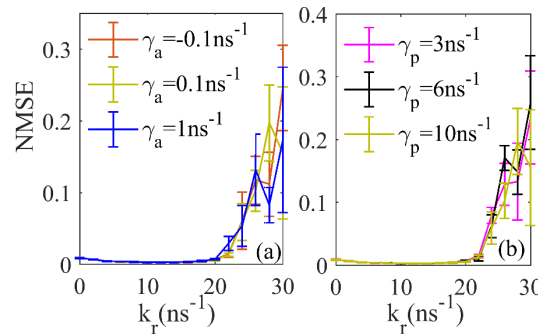 γa=-0.1ns-1
γa=0.1ns-1
γa=1ns-1
NMSE
0.3
0.2
0.1
0
(a)
0 10 20 30
kr(ns-1)
γp=3ns-1
γp=6ns-1
γp=10ns-1
0.4
0.3
0.2
0.1
0
(b)
0 10 20 30
kr(ns-1)